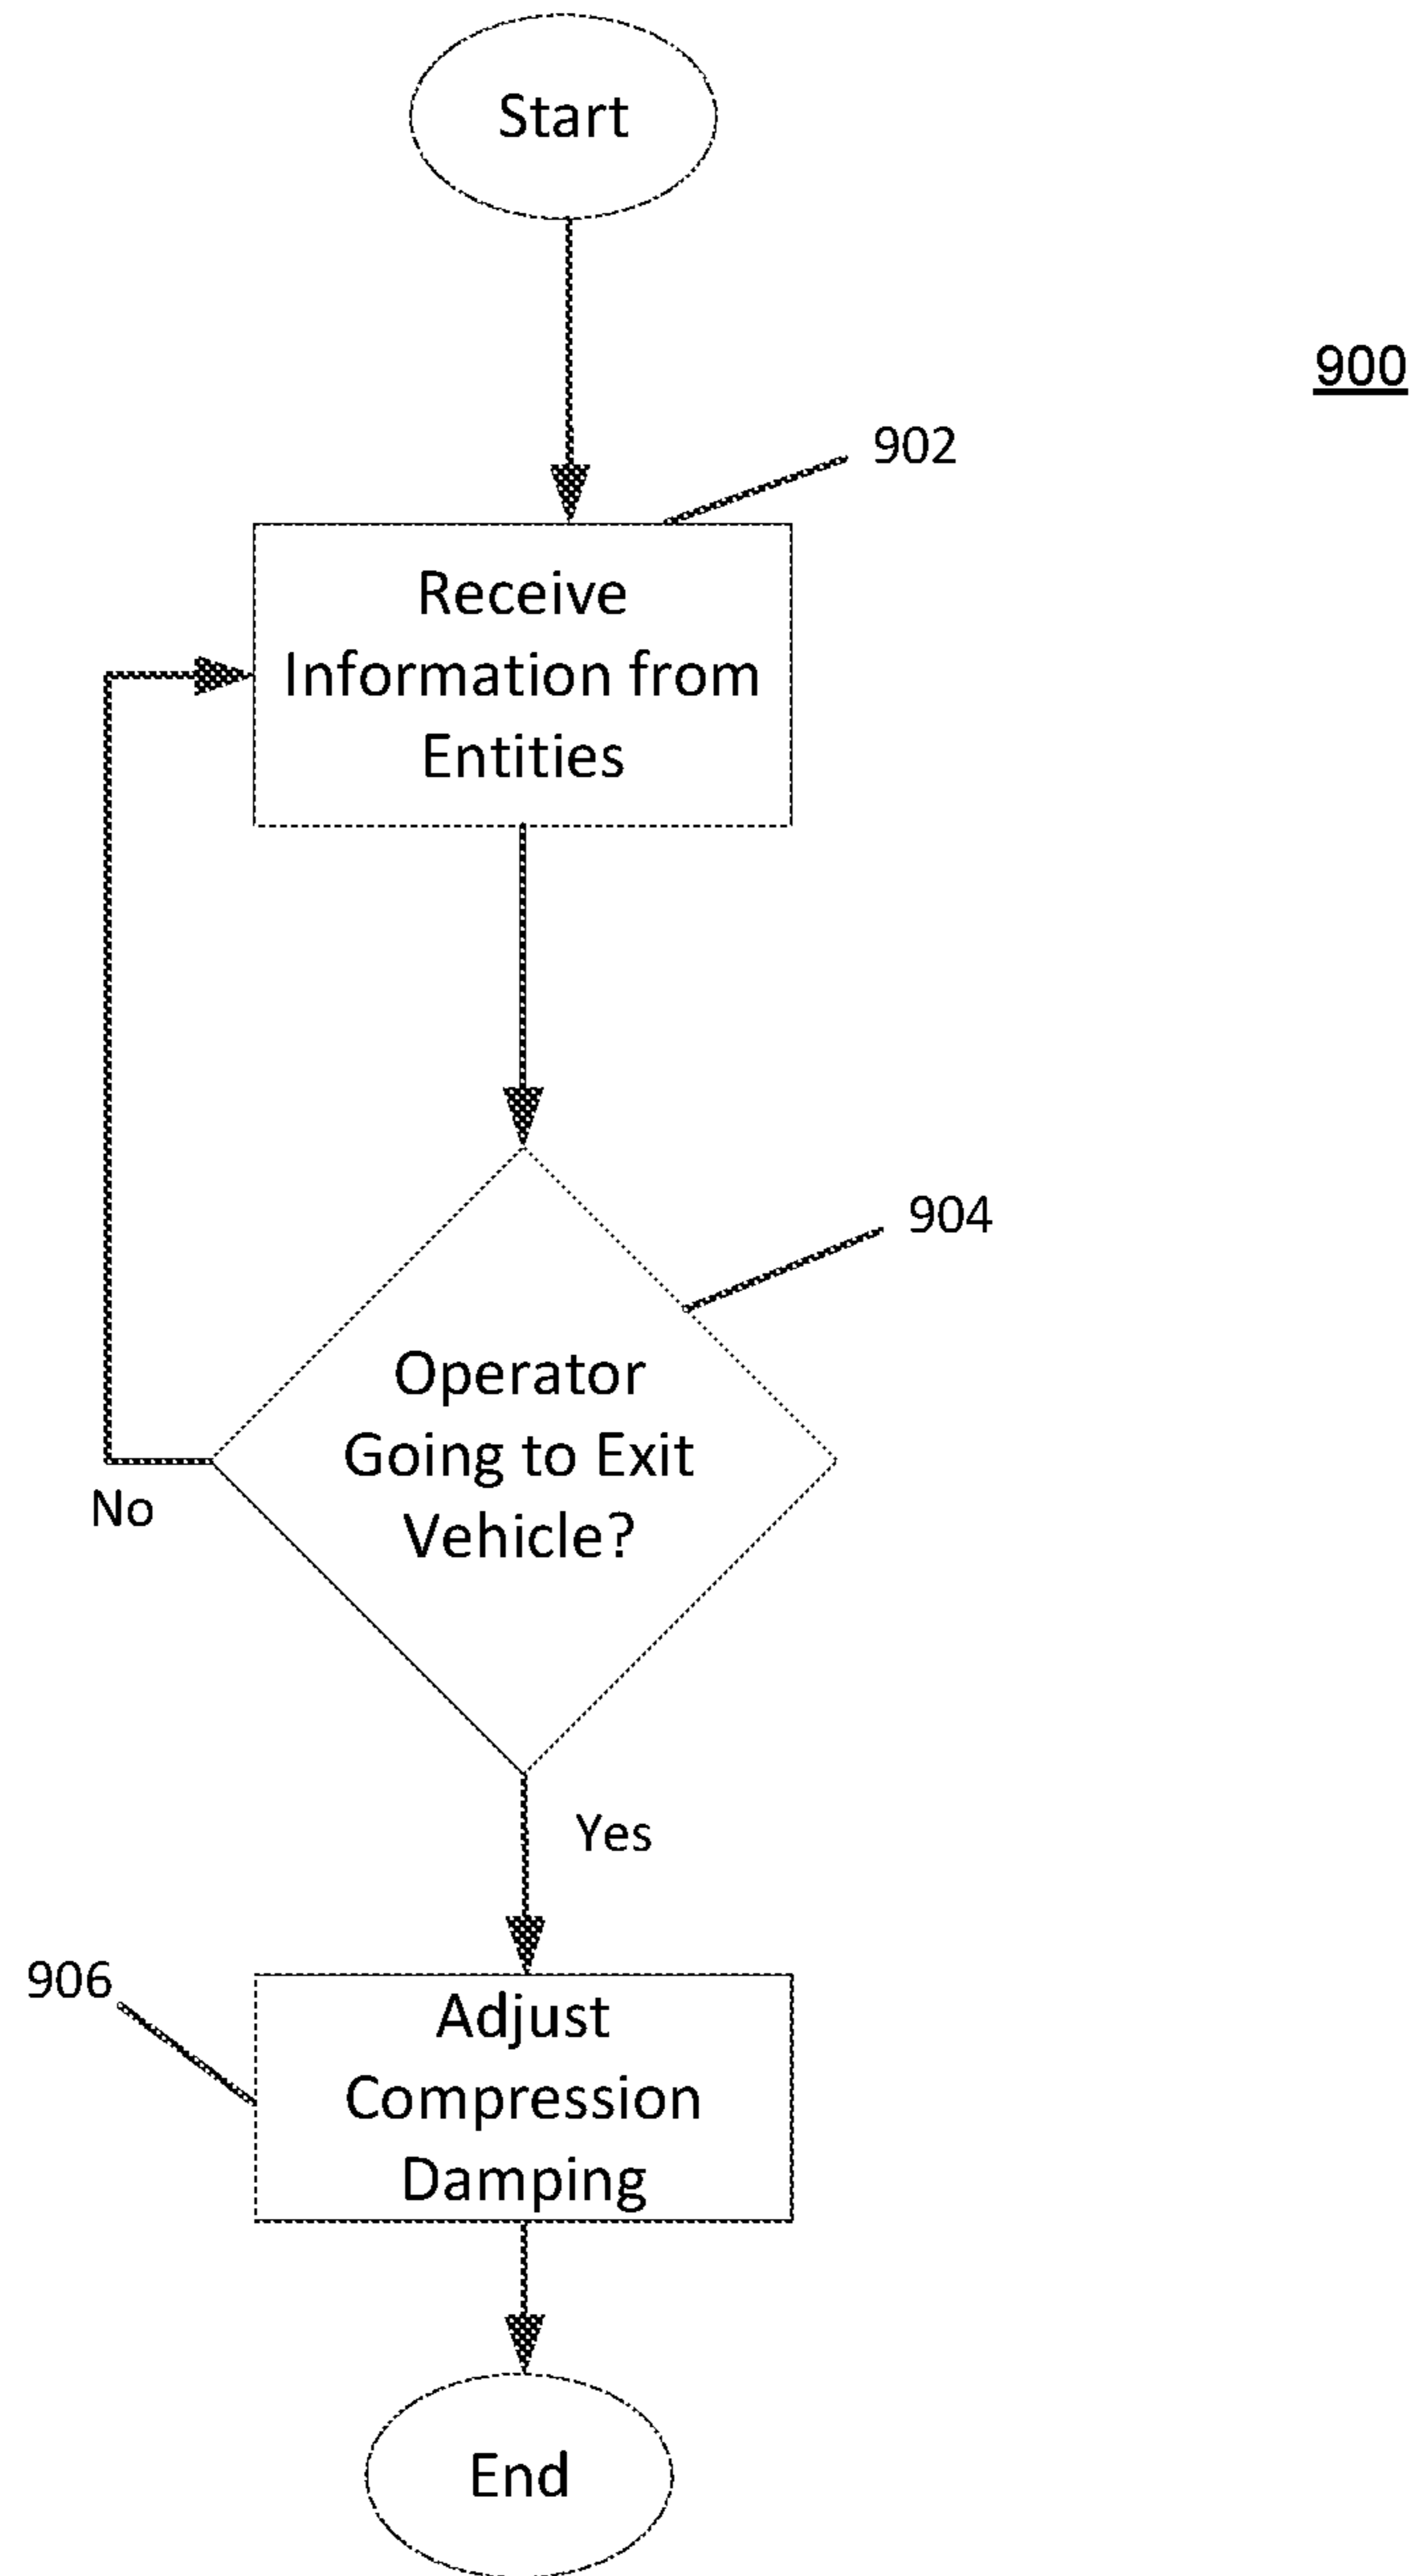 Start
900
902
Receive
Information from
Entities
904
Operator
Going to Exit
Vehicle?
No
Yes
906
Adjust
Compression
Damping
End